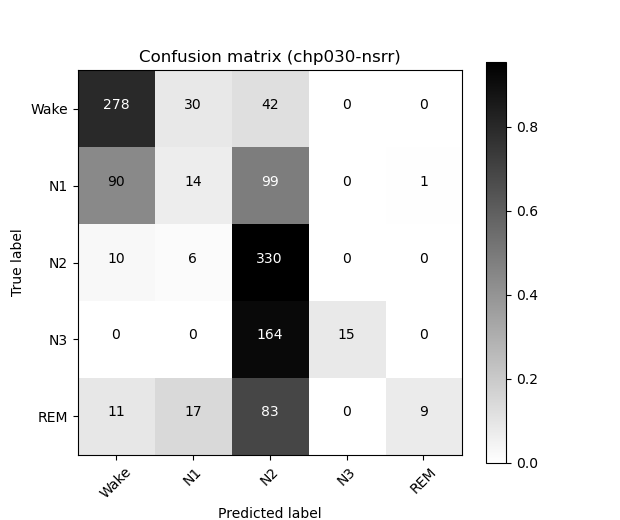 Confusion matrix (chp030-nsrr)
True label
Wake 278 30 42 0 0
N1 90 14 99 0 1
N2 10 6 330 0 0
N3 0 0 164 15 0
REM 11 17 83 0 9
Wake N1 N2 N3 REM
Predicted label
0.8
0.6
0.4
0.2
0.0